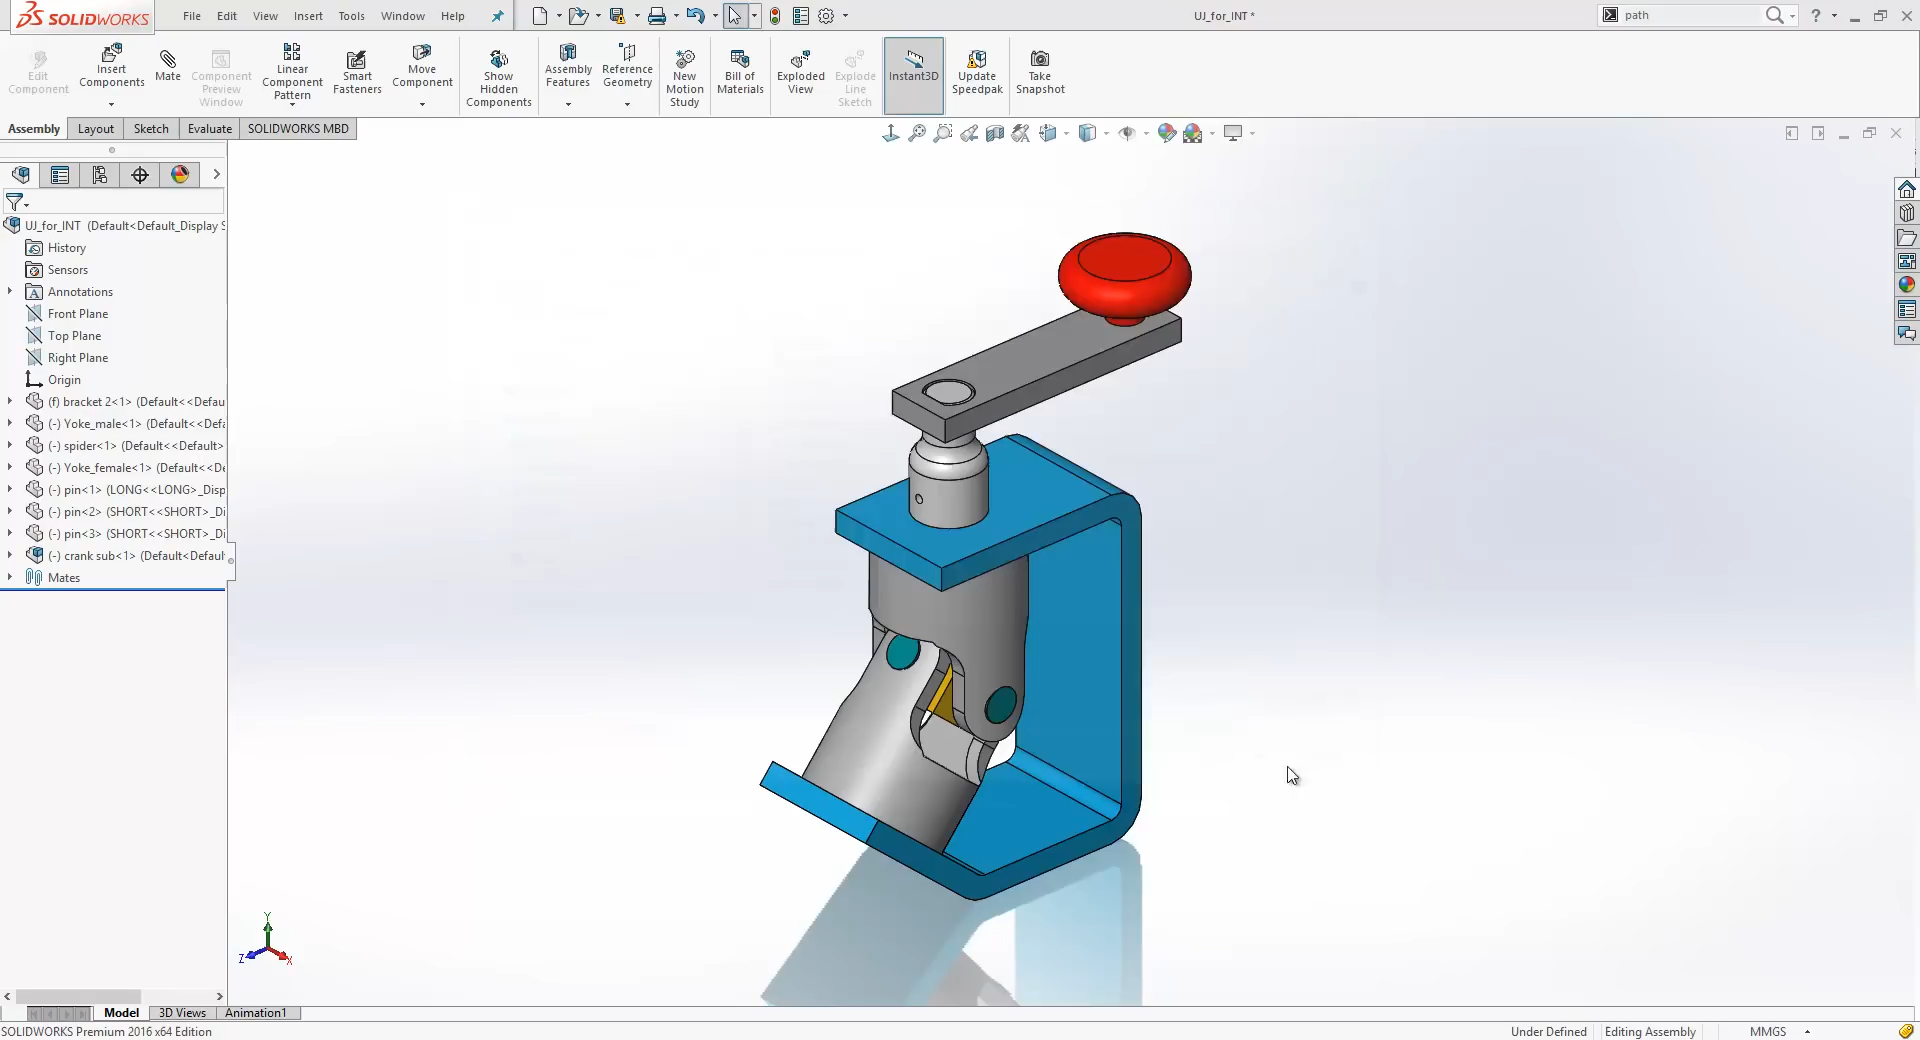 SOLIDWORKS
File Edit View Insert Tools Window Help
UJ_for_INT *
path
?
Edit Component
Insert Components
Mate
Component Preview Window
Linear Component Pattern
Smart Fasteners
Move Component
Show Hidden Components
Assembly Features
Reference Geometry
New Motion Study
Bill of Materials
Exploded View
Explode Line Sketch
Instant3D
Update Speedpak
Take Snapshot
Assembly Layout Sketch Evaluate SOLIDWORKS MBD
UJ_for_INT (Default<Default_Display S
History
Sensors
A Annotations
Front Plane
Top Plane
Right Plane
Origin
(f) bracket 2<1> (Default<<Defau
(-) Yoke_male<1> (Default<<Defa
(-) spider<1> (Default<<Default>
(-) Yoke_female<1> (Default<<De
(-) pin<1> (LONG<<LONG>_Disp
(-) pin<2> (SHORT<<SHORT>_Di
(-) pin<3> (SHORT<<SHORT>_Di
(-) crank sub<1> (Default<Defaul
Mates
Y
Z
X
Model 3D Views Animation1
SOLIDWORKS Premium 2016 x64 Edition
Under Defined Editing Assembly MMGS